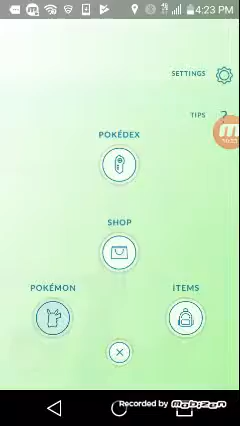 4:23 PM
SETTINGS
TIPS
POKÉDEX
SHOP
POKÉMON
ITEMS
Recorded by Mobizen